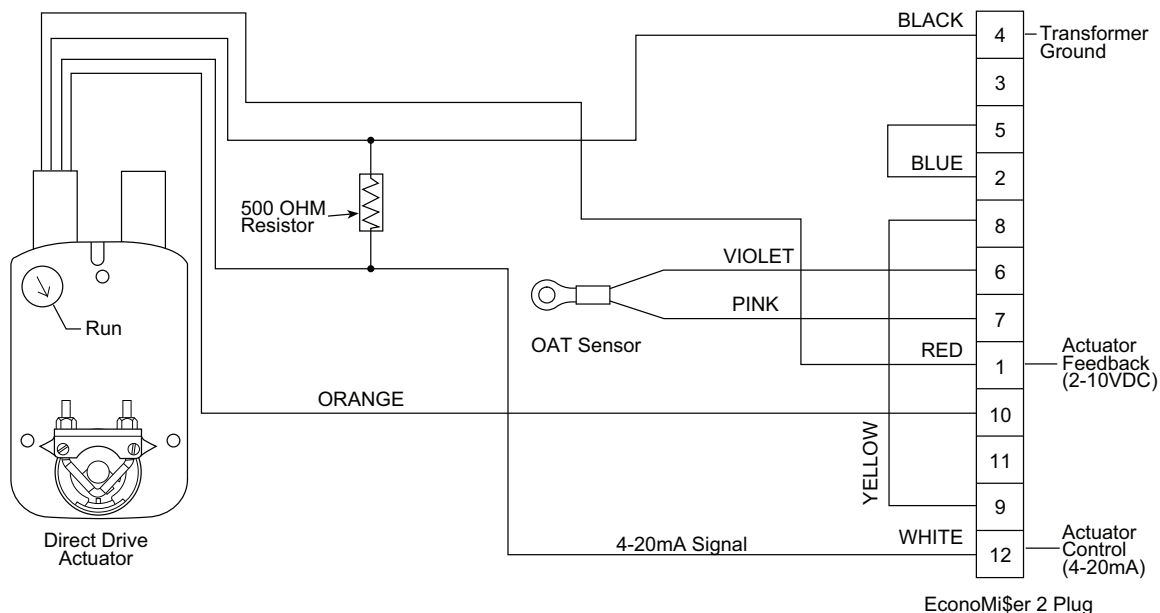 BLACK
4
Transformer
Ground
3
5
BLUE
2
500 OHM
Resistor
8
VIOLET
6
PINK
7
OAT Sensor
Run
RED
1
Actuator
Feedback
(2-10VDC)
ORANGE
10
YELLOW
11
9
Direct Drive
Actuator
4-20mA Signal
WHITE
12
Actuator
Control
(4-20mA)
EconoMi$er 2 Plug